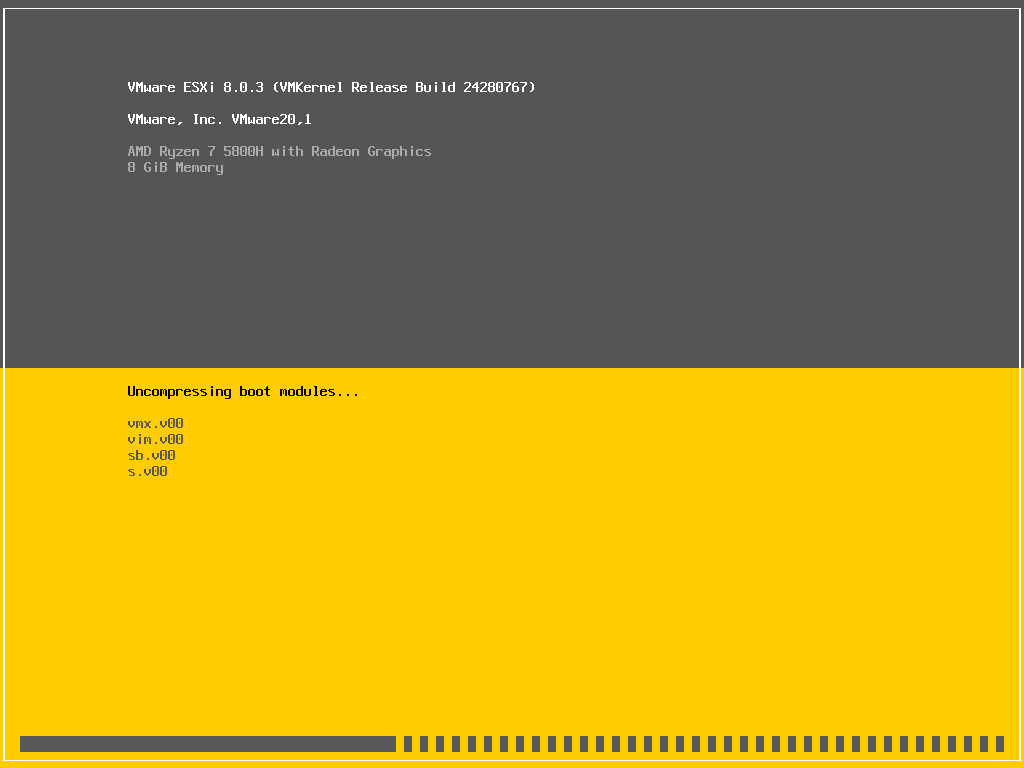 VMware ESXi 8.0.3 (VMKernel Release Build 24280767)
VMware, Inc. VMware20,1
AMD Ryzen 7 5800H with Radeon Graphics
8 GiB Memory
Uncompressing boot modules...
vmx.v00
vim.v00
sb.v00
s.v00